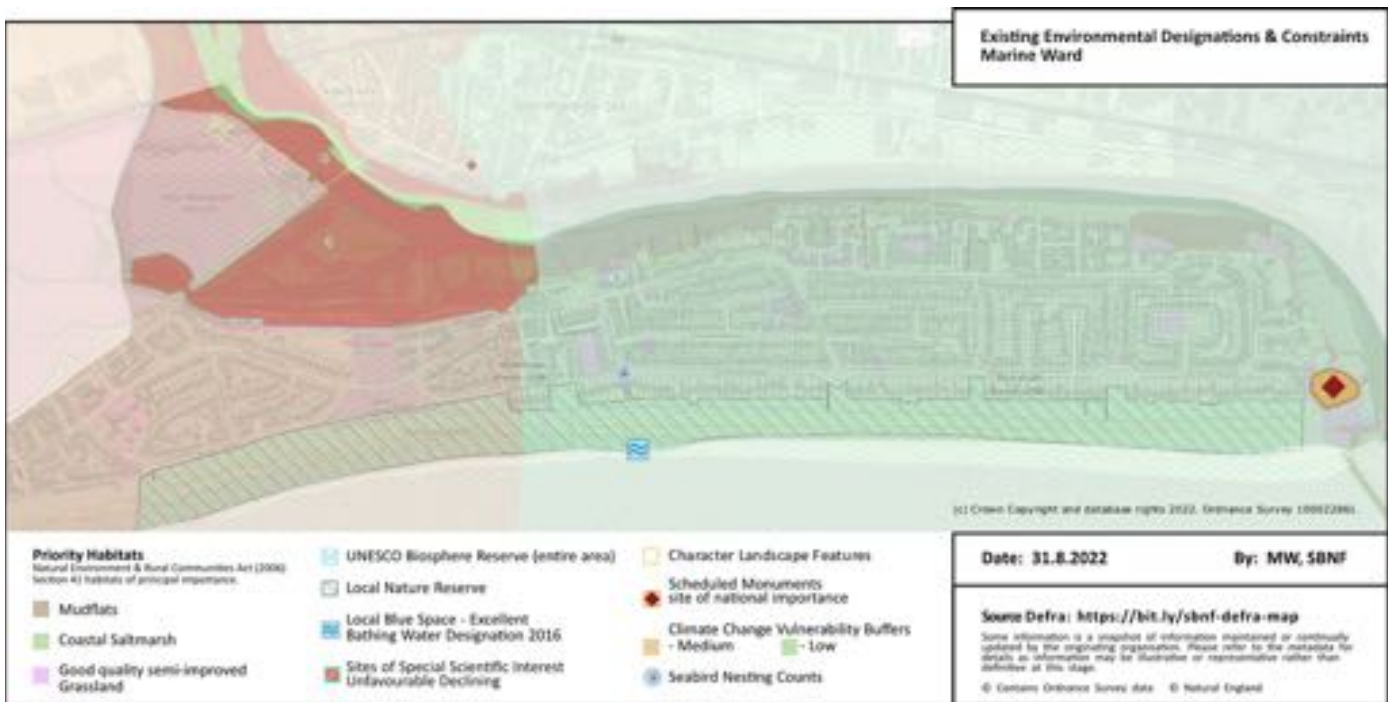 Existing Environmental Designations & Constraints
Marine Ward
(c) Crown Copyright and database rights 2022. Ordnance Survey
Priority Habitats
Natural Environment & Rural Communities Act (2006)
Section 41 habitats of principal importance.
Mudflats
Coastal Saltmarsh
Good quality semi-improved
Grassland
UNESCO Biosphere Reserve (entire area)
Local Nature Reserve
Local Blue Space - Excellent
Bathing Water Designation 2016
Sites of Special Scientific Interest
Unfavourable Declining
Character Landscape Features
Scheduled Monuments
site of national importance
Climate Change Vulnerability Buffers
- Medium - Low
Seabird Nesting Counts
Date: 31.8.2022 By: MW, SBNF
Source Defra: https://bit.ly/sbnf-defra-map
Some information is a snapshot of information maintained or continually
updated by the originating organisation. Please refer to the metadata for
details as information may be illustrative or representative rather than
definitive at this stage.
© Contains Ordnance Survey data © Natural England